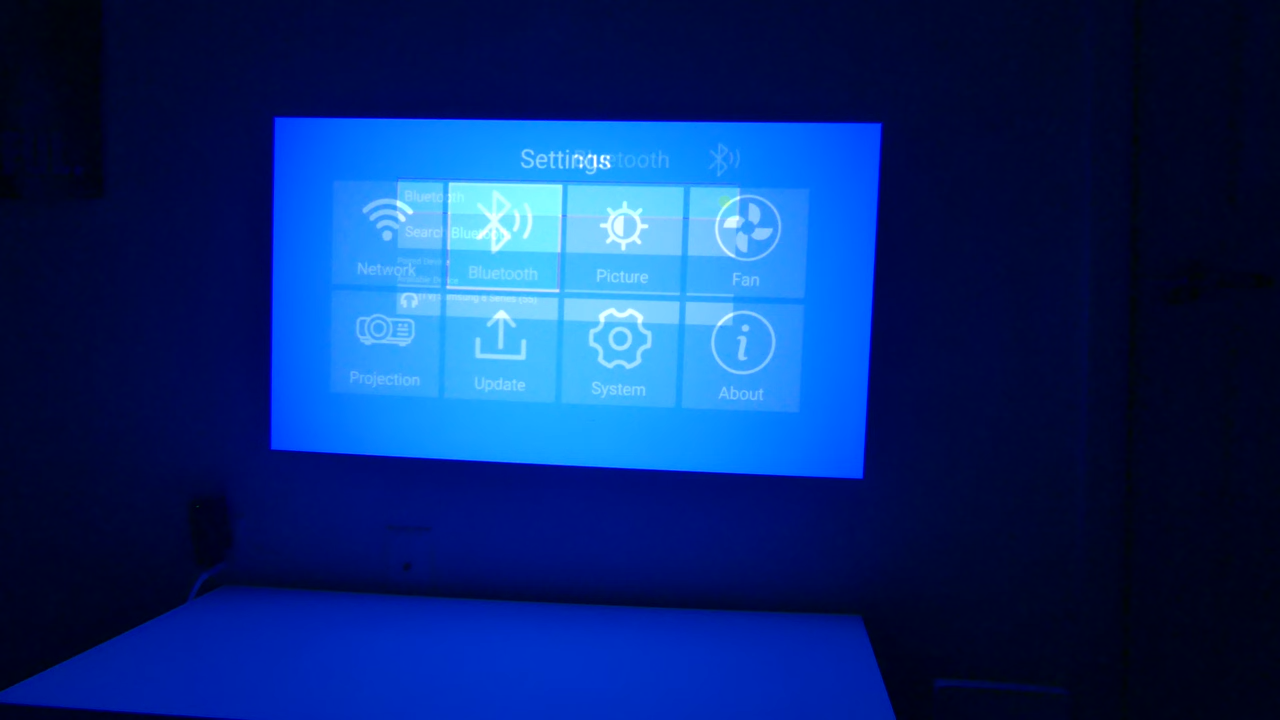 Settings
Bluetooth
Bluetooth
Search Bluetooth
Network
Bluetooth
Picture
Fan
Projection
Update
System
About